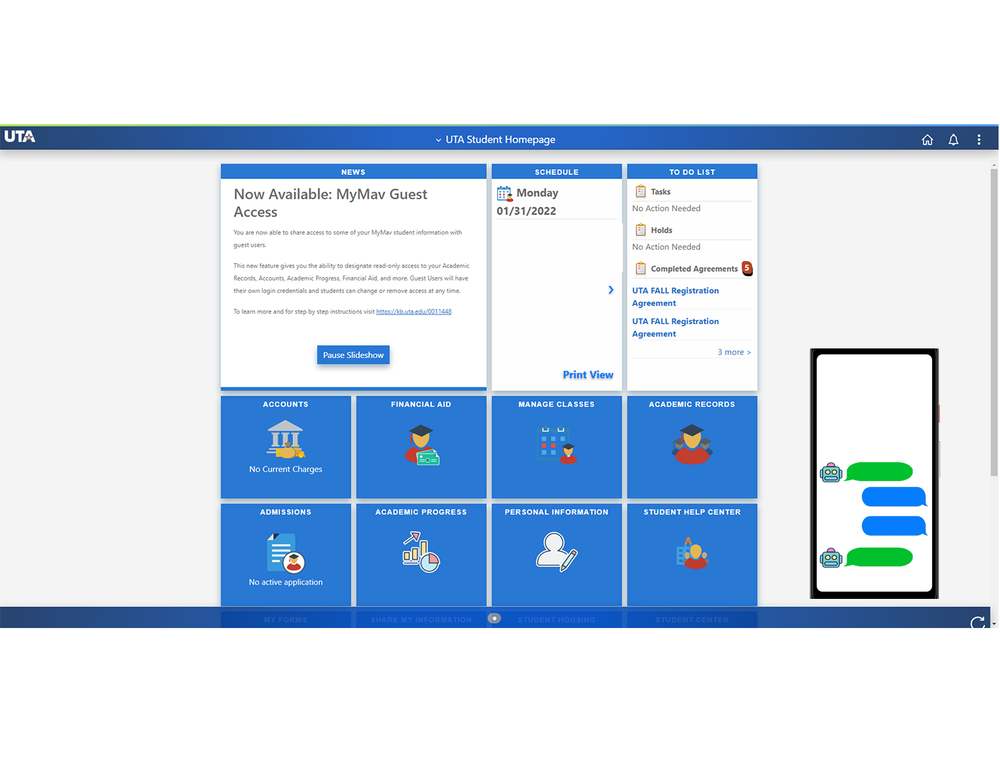 UTA
UTA Student Homepage
NEWS
Now Available: MyMav Guest
Access
You are now able to share access to some of your MyMav student information with
guest users.
This new feature gives you the ability to designate read-only access to your Academic
Records, Accounts, Academic Progress, Financial Aid, and more. Guest Users will have
their own login credentials and students can change or remove access at any time.
To learn more and for step by step instructions visit https://kb.uta.edu/0011448
Pause Slideshow
SCHEDULE
Monday
01/31/2022
Print View
TO DO LIST
Tasks
No Action Needed
Holds
No Action Needed
Completed Agreements 5
UTA FALL Registration
Agreement
UTA FALL Registration
Agreement
3 more >
ACCOUNTS
No Current Charges
FINANCIAL AID
MANAGE CLASSES
ACADEMIC RECORDS
ADMISSIONS
No active application
ACADEMIC PROGRESS
PERSONAL INFORMATION
STUDENT HELP CENTER
MY FORMS
SHARE MY INFORMATION
STUDENT HOUSING
STUDENT CENTER